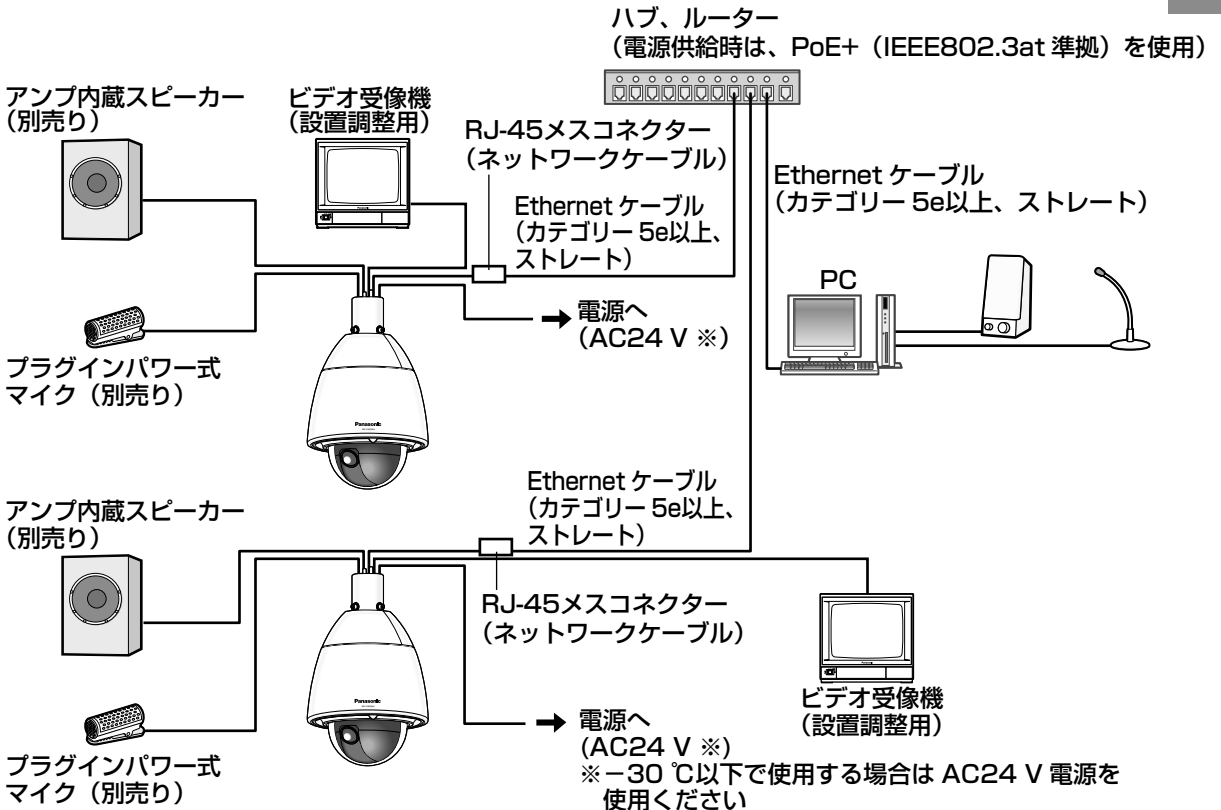 ハブ、ルーター
（電源供給時は、PoE+（IEEE802.3at 準拠）を使用）
アンプ内蔵スピーカー
（別売り）
ビデオ受像機
（設置調整用）
RJ-45メスコネクター
（ネットワークケーブル）
Ethernet ケーブル
（カテゴリー 5e以上、ストレート）
Ethernet ケーブル
（カテゴリー 5e以上、
ストレート）
PC
電源へ
（AC24 V ※）
プラグインパワー式
マイク（別売り）
Panasonic
Ethernet ケーブル
（カテゴリー 5e以上、
ストレート）
アンプ内蔵スピーカー
（別売り）
RJ-45メスコネクター
（ネットワークケーブル）
ビデオ受像機
（設置調整用）
Panasonic
電源へ
（AC24 V ※）
※－30 ℃以下で使用する場合は AC24 V 電源を
使用ください
プラグインパワー式
マイク（別売り）